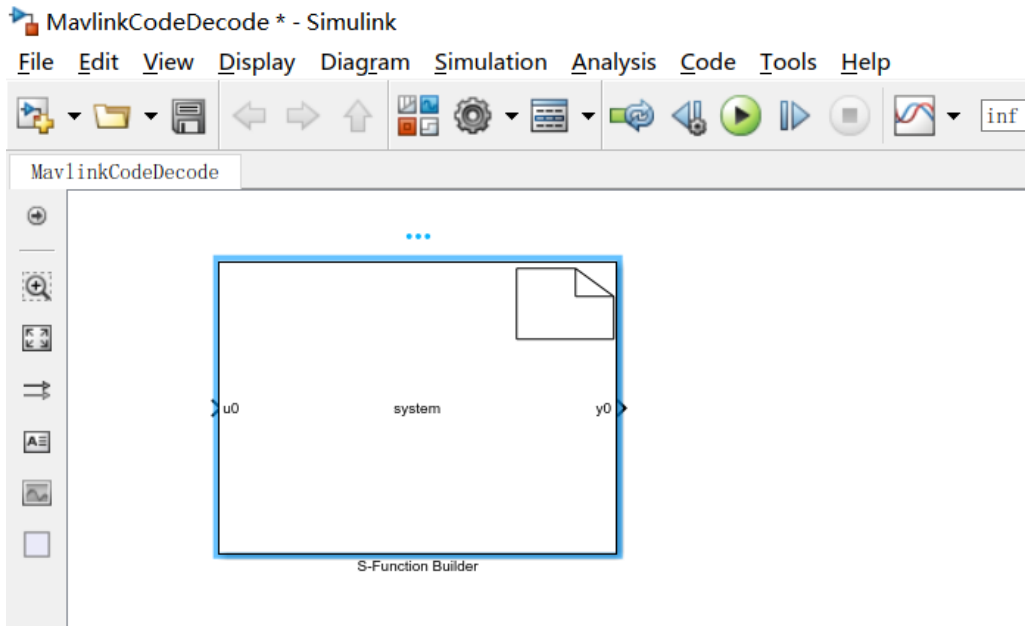 MavlinkCodeDecode * - Simulink
File Edit View Display Diagram Simulation Analysis Code Tools Help
inf
MavlinkCodeDecode
u0 system y0
S-Function Builder